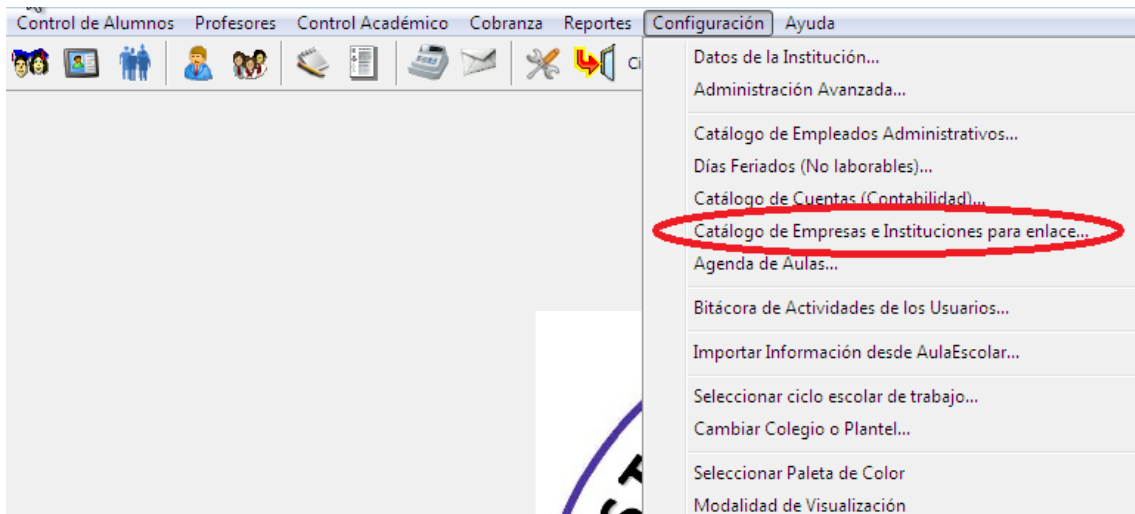 Control de Alumnos Profesores Control Académico Cobranza Reportes Configuración Ayuda
Ci
Datos de la Institución...
Administración Avanzada...
Catálogo de Empleados Administrativos...
Días Feriados (No laborables)...
Catálogo de Cuentas (Contabilidad)...
Catálogo de Empresas e Instituciones para enlace...
Agenda de Aulas...
Bitácora de Actividades de los Usuarios...
Importar Información desde AulaEscolar...
Seleccionar ciclo escolar de trabajo...
Cambiar Colegio o Plantel...
Seleccionar Paleta de Color
Modalidad de Visualización